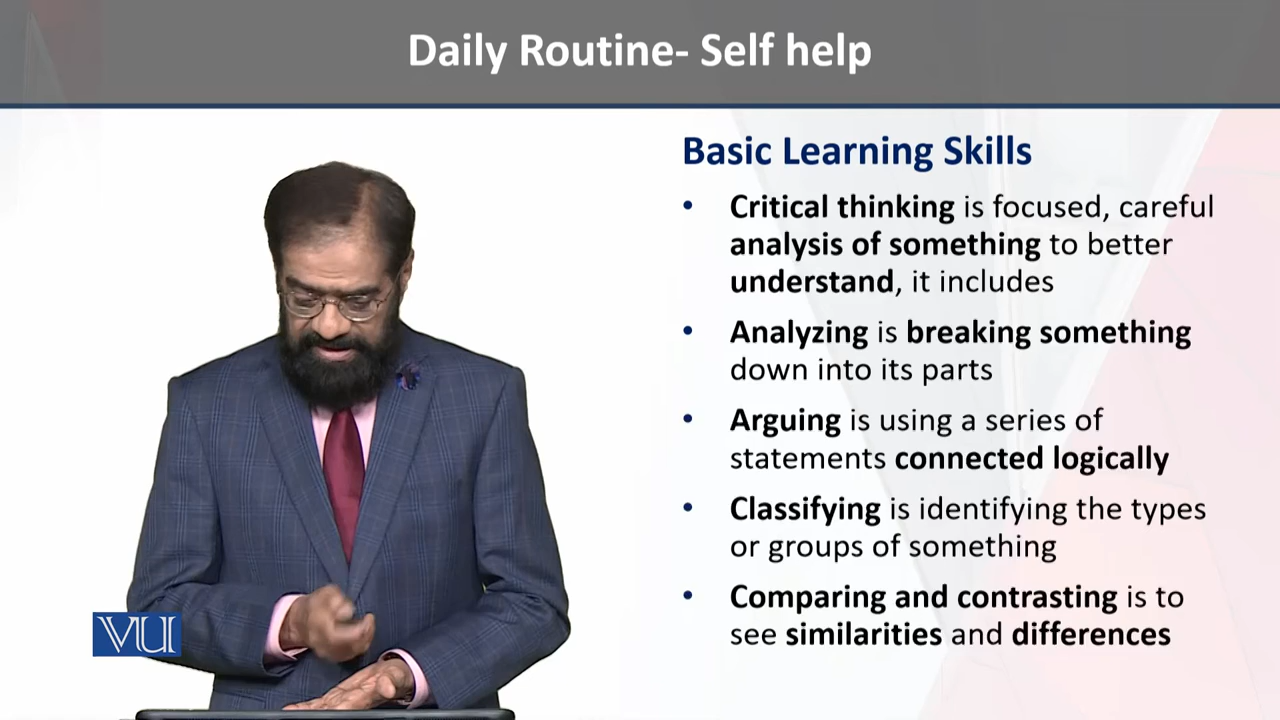 Daily Routine- Self help
Basic Learning Skills
• Critical thinking is focused, careful
analysis of something to better
understand, it includes
• Analyzing is breaking something
down into its parts
• Arguing is using a series of
statements connected logically
• Classifying is identifying the types
or groups of something
• Comparing and contrasting is to
see similarities and differences
VU